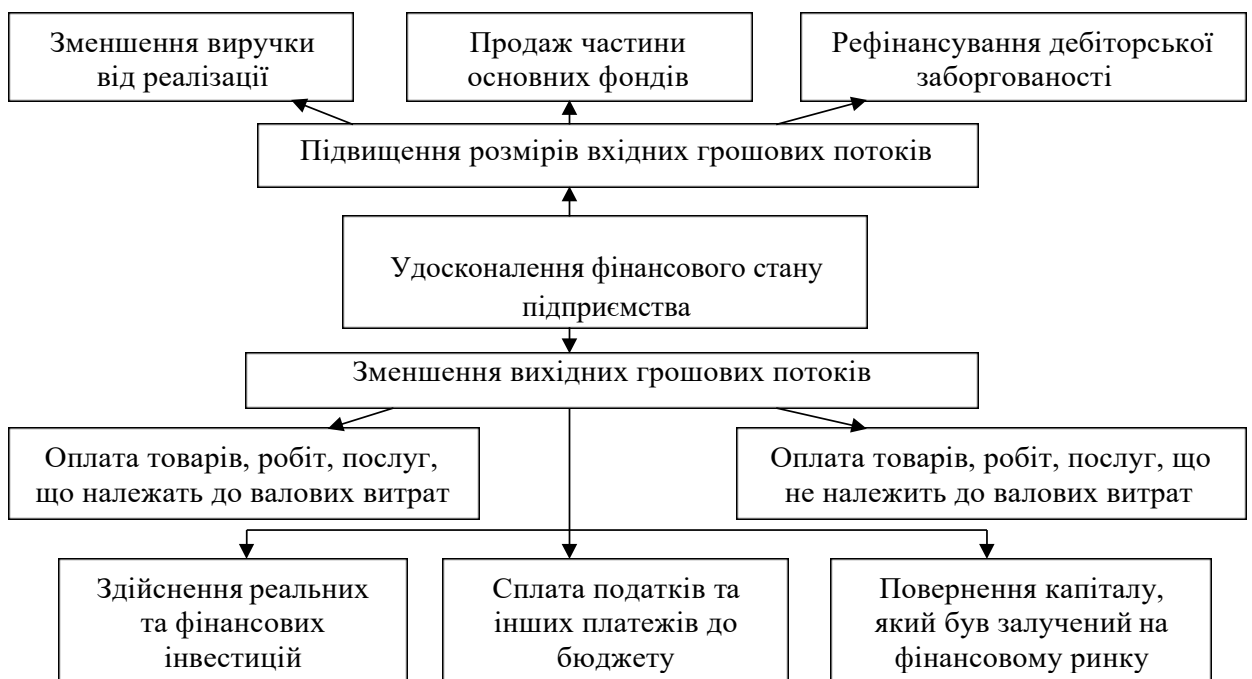 Зменшення виручки
від реалізації
Продаж частини
основних фондів
Рефінансування дебіторської
заборгованості
Підвищення розмірів вхідних грошових потоків
Удосконалення фінансового стану
підприємства
Зменшення вихідних грошових потоків
Оплата товарів, робіт, послуг,
що належать до валових витрат
Оплата товарів, робіт, послуг, що
не належить до валових витрат
Здійснення реальних
та фінансових
інвестицій
Сплата податків та
інших платежів до
бюджету
Повернення капіталу,
який був залучений на
фінансовому ринку